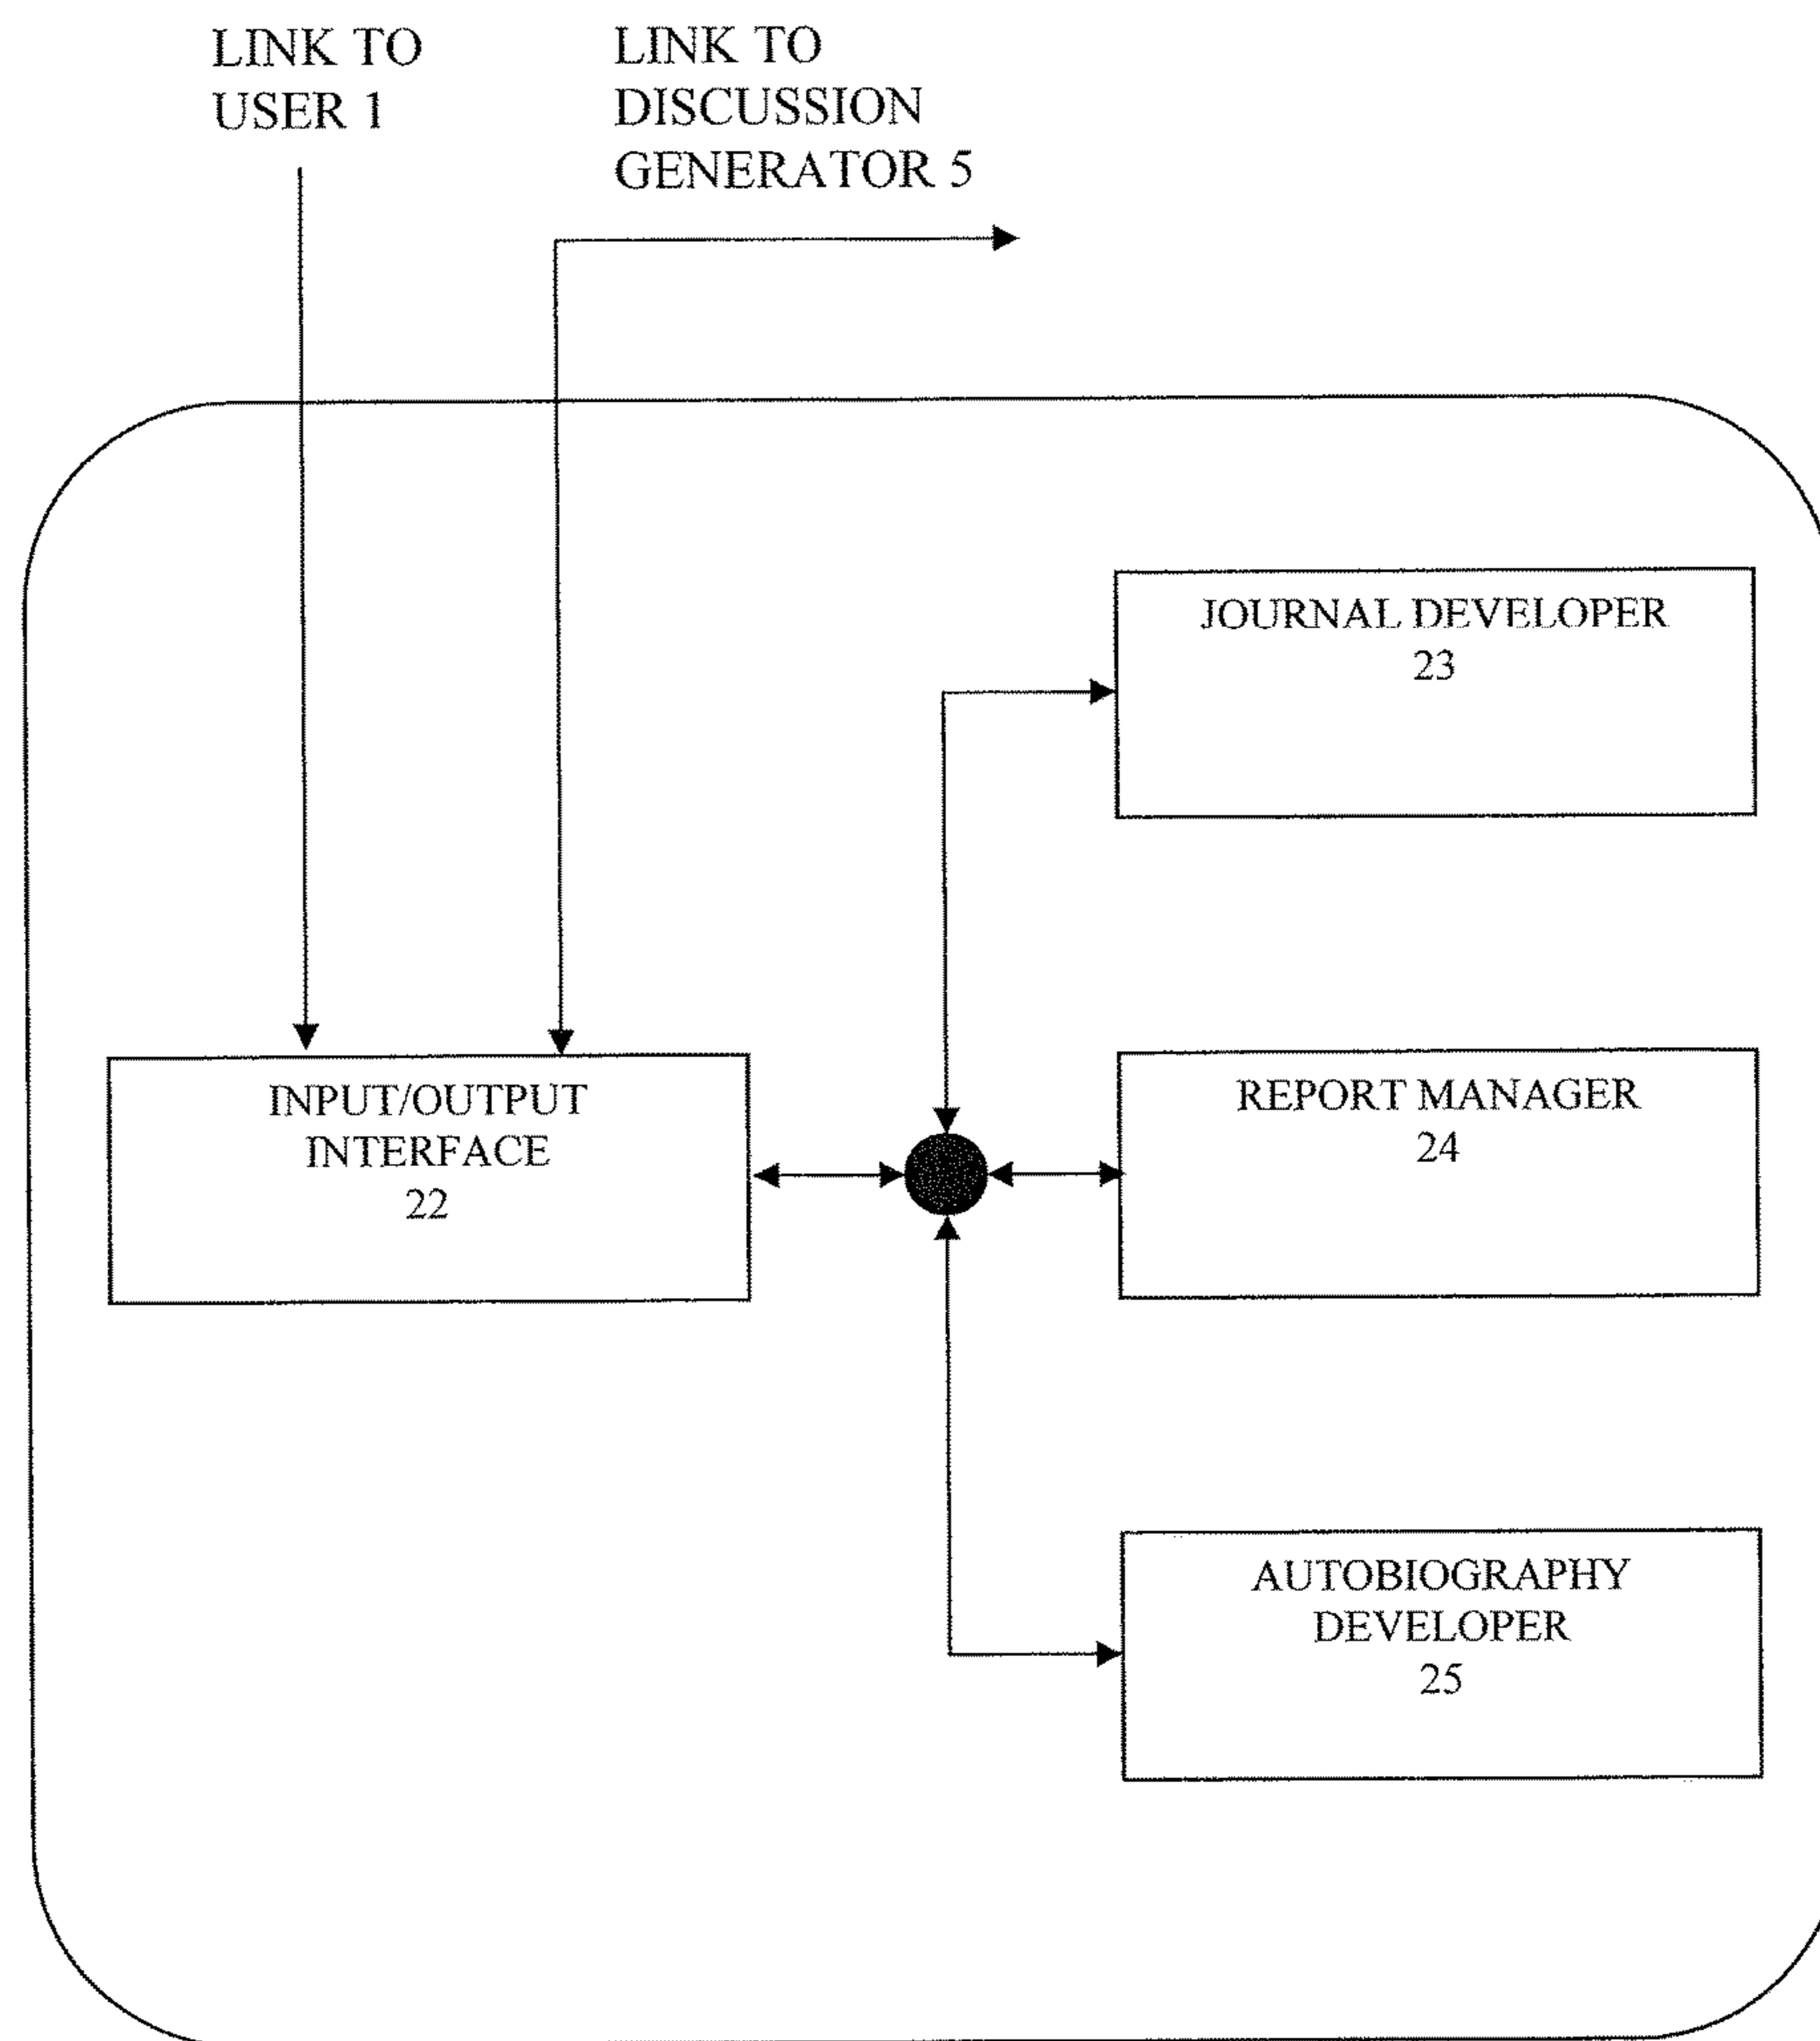 LINK TO
USER 1
LINK TO
DISCUSSION
GENERATOR 5
JOURNAL DEVELOPER
23
INPUT/OUTPUT
INTERFACE
22
REPORT MANAGER
24
AUTOBIOGRAPHY
DEVELOPER
25